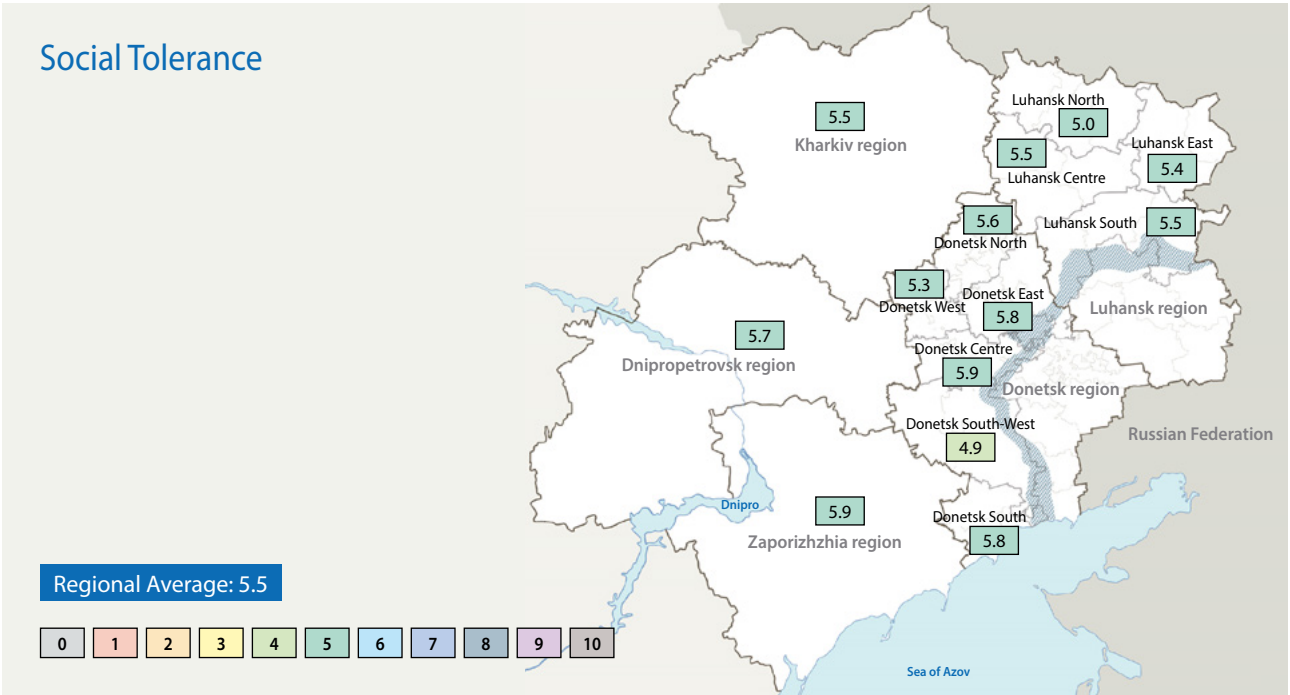 Social Tolerance
5.5
Kharkiv region
Luhansk North
5.0
Luhansk East
5.4
5.5
Luhansk Centre
5.6
Donetsk North
Luhansk South
5.5
5.3
Donetsk West
Donetsk East
5.8
Luhansk region
5.7
Dnipropetrovsk region
Donetsk Centre
5.9
Donetsk region
Donetsk South-West
4.9
Russian Federation
Dnipro
5.9
Zaporizhzhia region
Donetsk South
5.8
Regional Average: 5.5
0 1 2 3 4 5 6 7 8 9 10
Sea of Azov